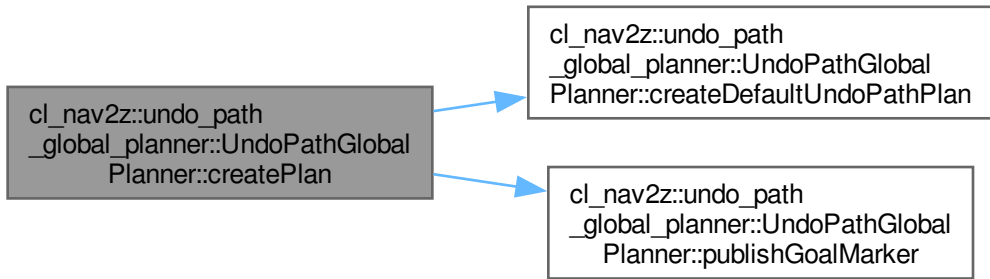 cl_nav2z::undo_path
_global_planner::UndoPathGlobal
Planner::createPlan
cl_nav2z::undo_path
_global_planner::UndoPathGlobal
Planner::createDefaultUndoPathPlan
cl_nav2z::undo_path
_global_planner::UndoPathGlobal
Planner::publishGoalMarker